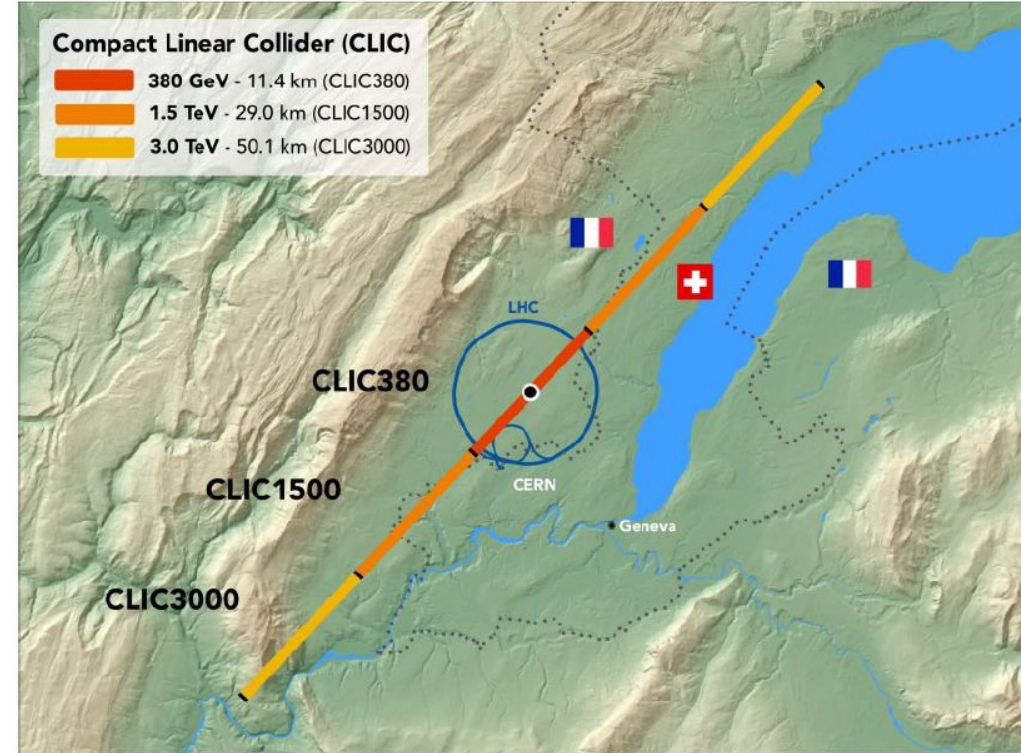 Compact Linear Collider (CLIC)
380 GeV - 11.4 km (CLIC380)
1.5 TeV - 29.0 km (CLIC1500)
3.0 TeV - 50.1 km (CLIC3000)
LHC
CLIC380
CLIC1500
CERN
Geneva
CLIC3000